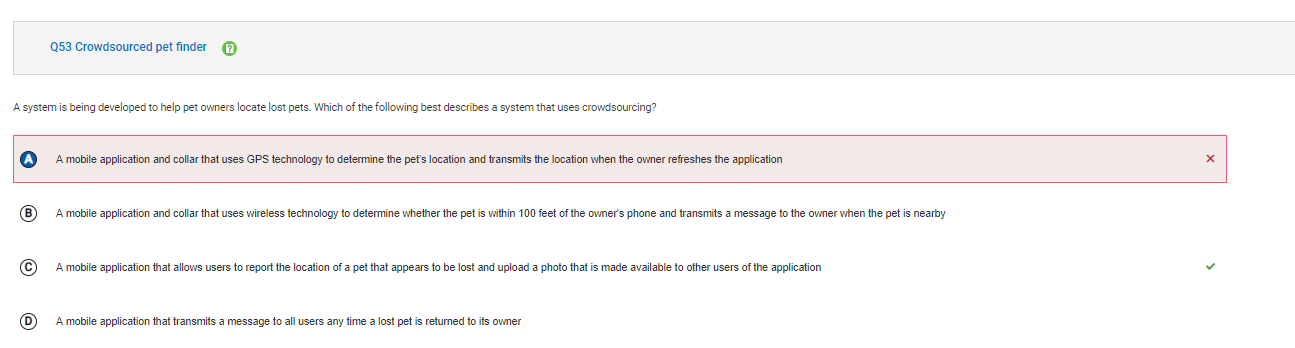 Q53 Crowdsourced pet finder
A system is being developed to help pet owners locate lost pets. Which of the following best describes a system that uses crowdsourcing?
A A mobile application and collar that uses GPS technology to determine the pet's location and transmits the location when the owner refreshes the application
B A mobile application and collar that uses wireless technology to determine whether the pet is within 100 feet of the owner's phone and transmits a message to the owner when the pet is nearby
C A mobile application that allows users to report the location of a pet that appears to be lost and upload a photo that is made available to other users of the application
D A mobile application that transmits a message to all users any time a lost pet is returned to its owner